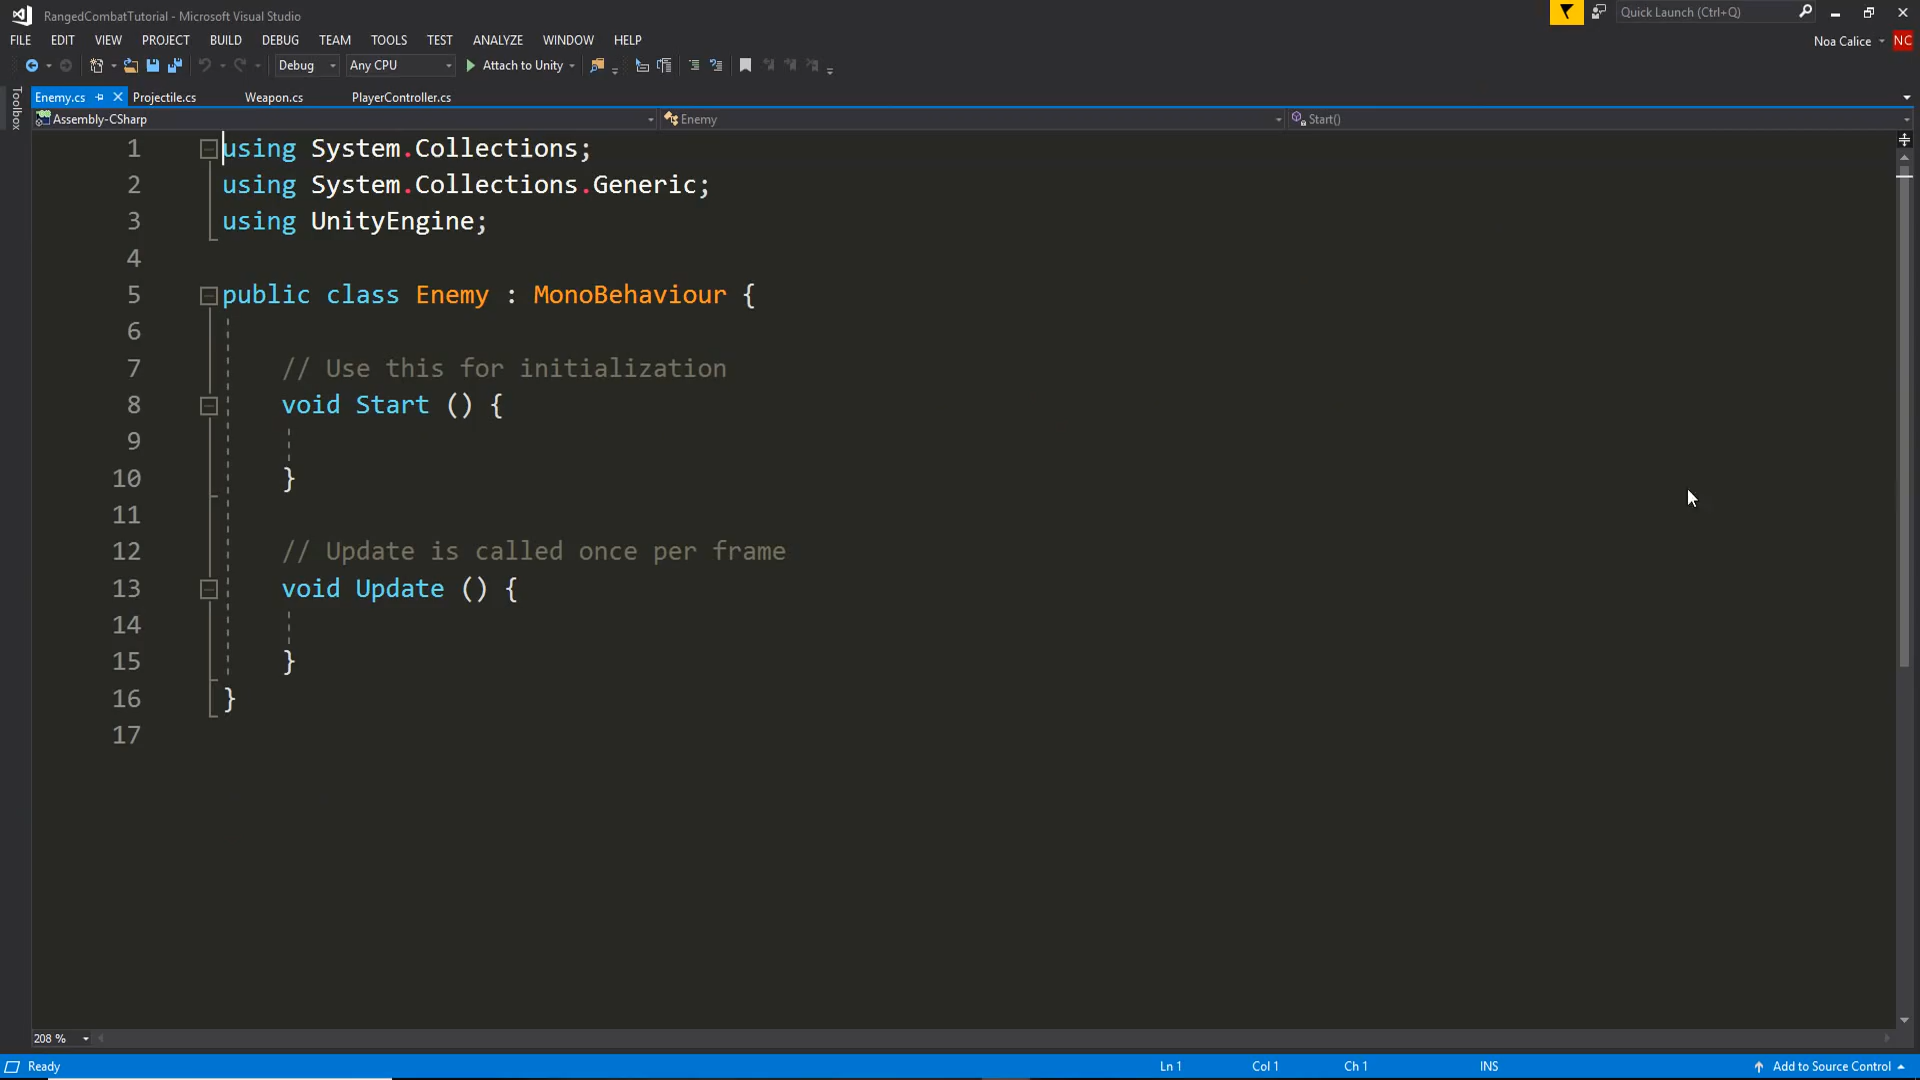 RangedCombatTutorial - Microsoft Visual Studio
Quick Launch (Ctrl+Q)
FILE EDIT VIEW PROJECT BUILD DEBUG TEAM TOOLS TEST ANALYZE WINDOW HELP
Noa Calice NC
Debug Any CPU Attach to Unity
Toolbox
Enemy.cs Projectile.cs Weapon.cs PlayerController.cs
Assembly-CSharp Enemy Start()
1 using System.Collections;
2 using System.Collections.Generic;
3 using UnityEngine;
4
5 public class Enemy : MonoBehaviour {
6
7 // Use this for initialization
8 void Start () {
9
10 }
11
12 // Update is called once per frame
13 void Update () {
14
15 }
16 }
17
208 %
Ready Ln 1 Col 1 Ch 1 INS Add to Source Control